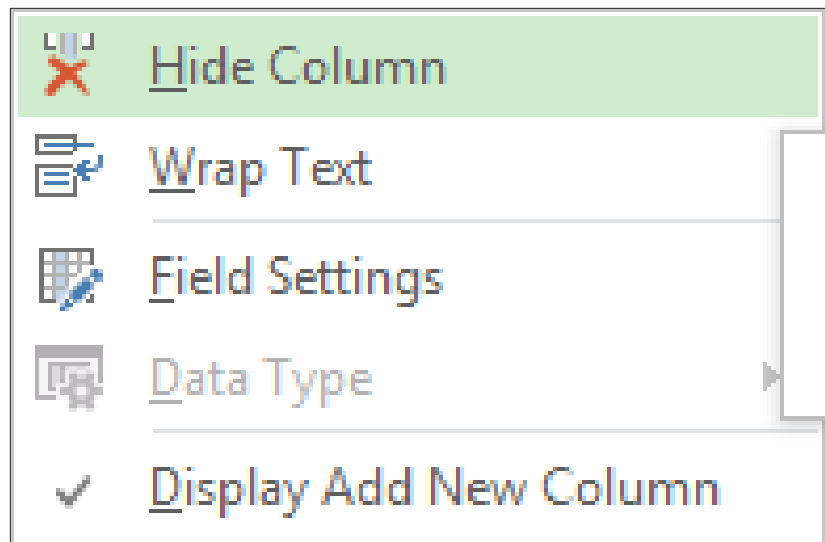 Hide Column
Wrap Text
Field Settings
Data Type
Display Add New Column